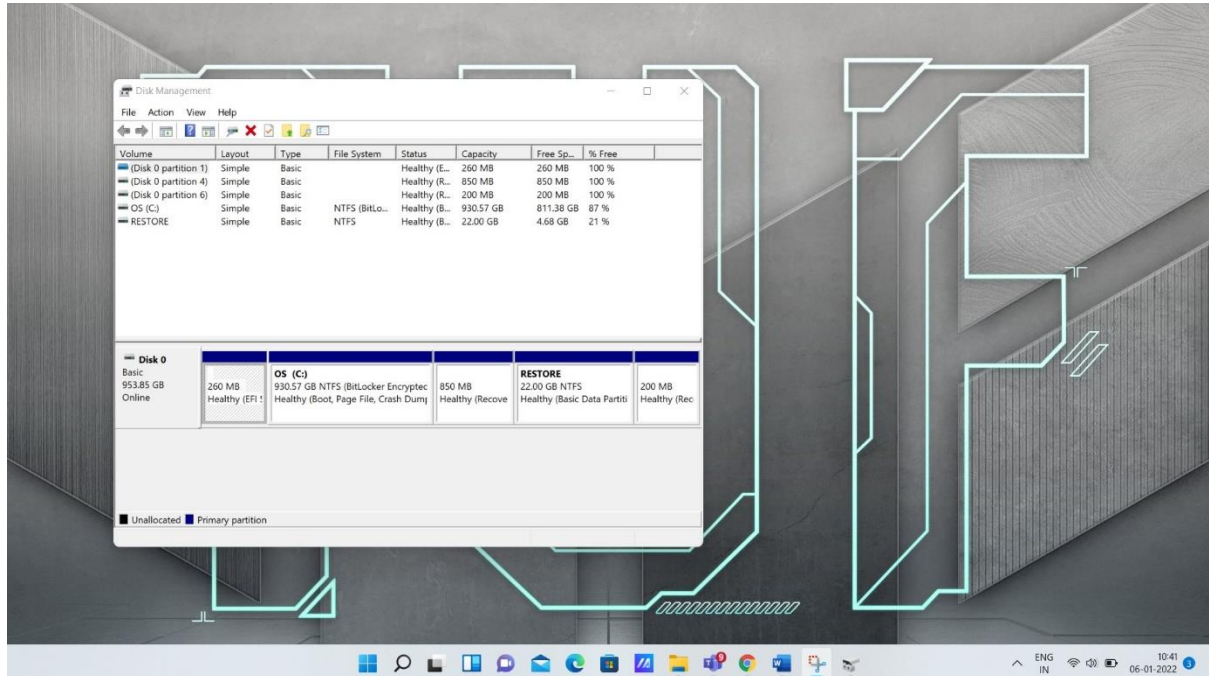 Disk Management
File Action View Help
Volume Layout Type File System Status Capacity Free Sp... % Free
(Disk 0 partition 1) Simple Basic Healthy (E... 260 MB 260 MB 100 %
(Disk 0 partition 4) Simple Basic Healthy (R... 850 MB 850 MB 100 %
(Disk 0 partition 6) Simple Basic Healthy (R... 200 MB 200 MB 100 %
OS (C:) Simple Basic NTFS (BitLo... Healthy (B... 930.57 GB 811.38 GB 87 %
RESTORE Simple Basic NTFS Healthy (B... 22.00 GB 4.68 GB 21 %
Disk 0
Basic
953.85 GB
Online
260 MB
Healthy (EFI
OS (C:)
930.57 GB NTFS (BitLocker Encryptec
Healthy (Boot, Page File, Crash Dump
850 MB
Healthy (Recove
RESTORE
22.00 GB NTFS
Healthy (Basic Data Partiti
200 MB
Healthy (Rec
Unallocated Primary partition
9
W
ENG
IN
10:41
06-01-2022
3